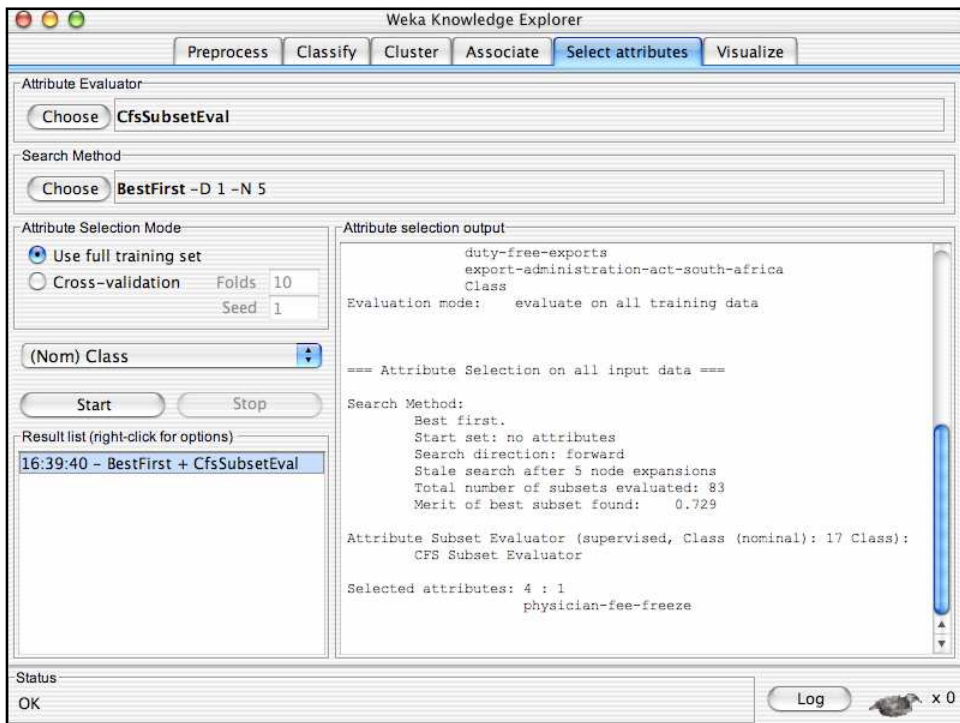 Weka Knowledge Explorer
Preprocess Classify Cluster Associate Select attributes Visualize
Attribute Evaluator
Choose CfsSubsetEval
Search Method
Choose BestFirst -D 1 -N 5
Attribute Selection Mode
Use full training set
Cross-validation Folds 10
Seed 1
(Nom) Class
Start Stop
Result list (right-click for options)
16:39:40 - BestFirst + CfsSubsetEval
Attribute selection output
duty-free-exports
export-administration-act-south-africa
Class
Evaluation mode: evaluate on all training data
=== Attribute Selection on all input data ===
Search Method:
Best first.
Start set: no attributes
Search direction: forward
Stale search after 5 node expansions
Total number of subsets evaluated: 83
Merit of best subset found: 0.729
Attribute Subset Evaluator (supervised, Class (nominal): 17 Class):
CFS Subset Evaluator
Selected attributes: 4 : 1
physician-fee-freeze
Status
OK
Log x 0